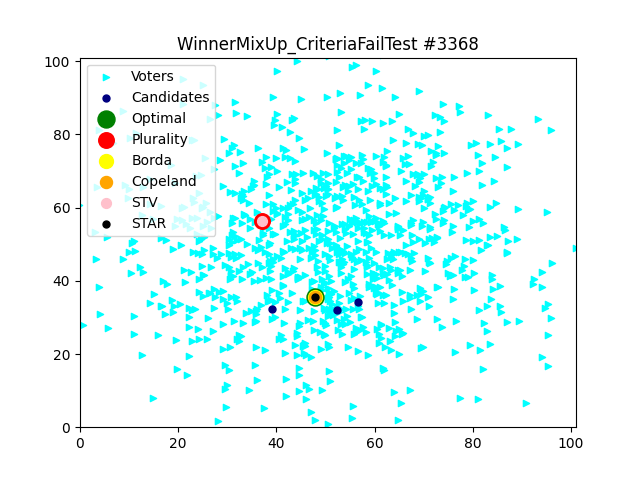 WinnerMixUp_CriteriaFailTest #3368
100
80
60
40
20
0
0 20 40 60 80 100
Voters
Candidates
Optimal
Plurality
Borda
Copeland
STV
STAR